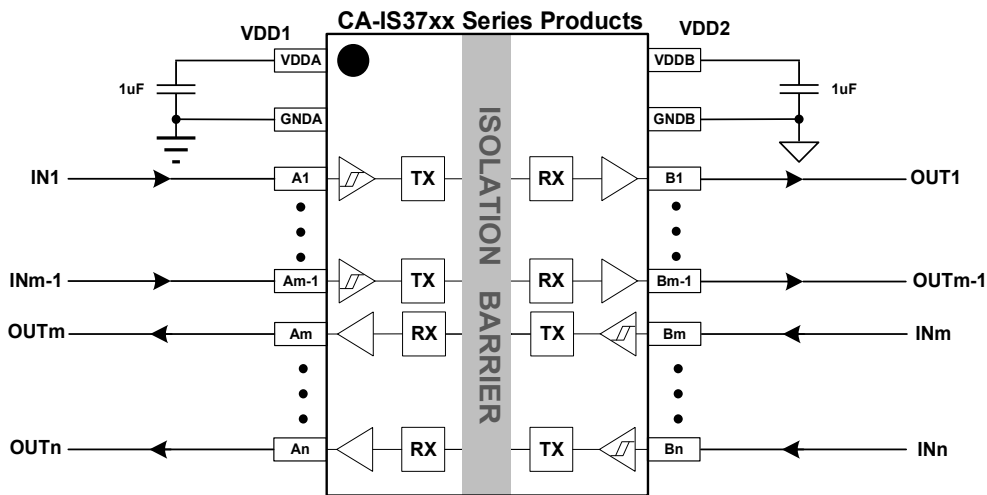 CA-IS37xx Series Products
VDD1
VDD2
VDDA
VDDB
1uF
1uF
GNDA
GNDB
ISOLATION BARRIER
IN1
A1
TX
RX
B1
OUT1
INm-1
Am-1
TX
RX
Bm-1
OUTm-1
OUTm
Am
RX
TX
Bm
INm
OUTn
An
RX
TX
Bn
INn